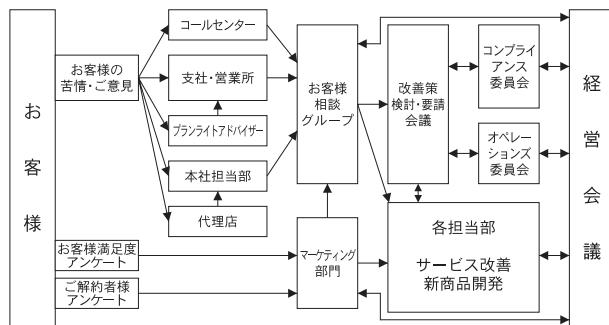 お客様
お客様の
苦情・ご意見
お客様満足度
アンケート
ご解約者様
アンケート
コールセンター
支社・営業所
プランライトアドバイザー
本社担当部
代理店
お客様
相談
グループ
マーケティング
部門
改善策
検討・要請
会議
コンプライ
アンス
委員会
オペレー
ションズ
委員会
各担当部
サービス改善
新商品開発
経営会議